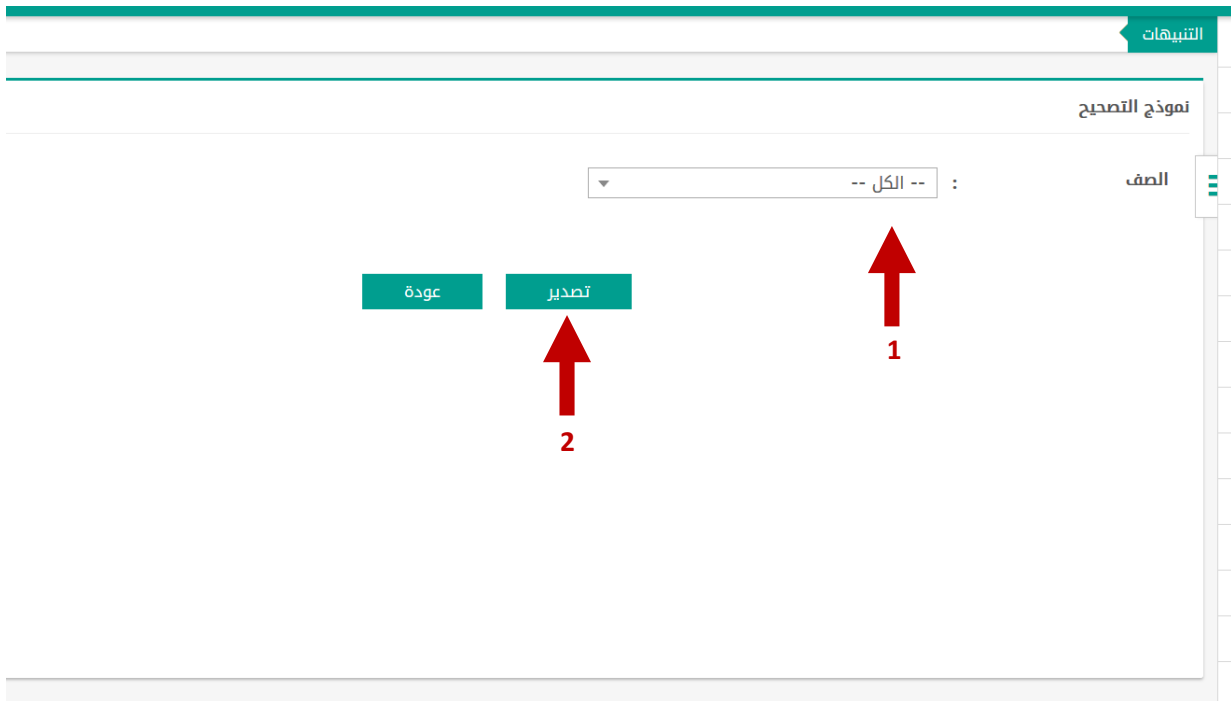 التنبيهات
نموذج التصحيح
الصف : -- الكل --
تصدير عودة
1
2